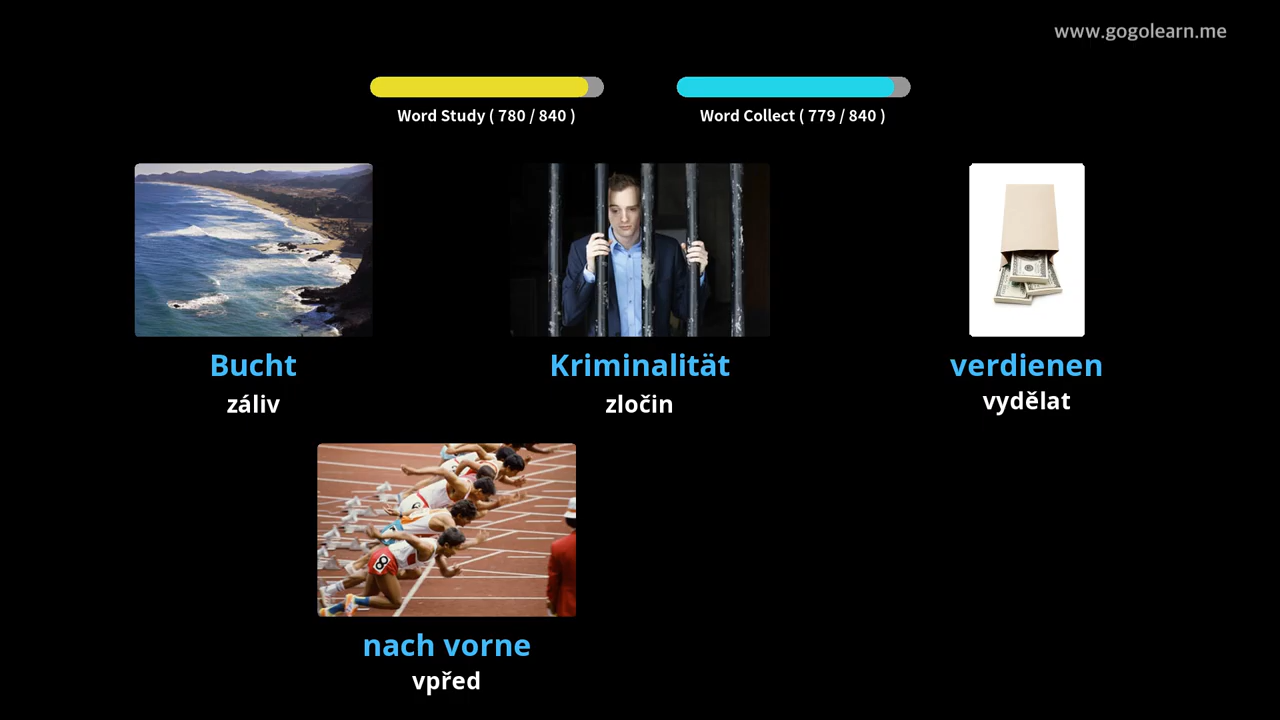 www.gogolearn.me
Word Study ( 780 / 840 )
Word Collect ( 779 / 840 )
Bucht
záliv
Kriminalität
zločin
verdienen
vydělat
nach vorne
vpřed